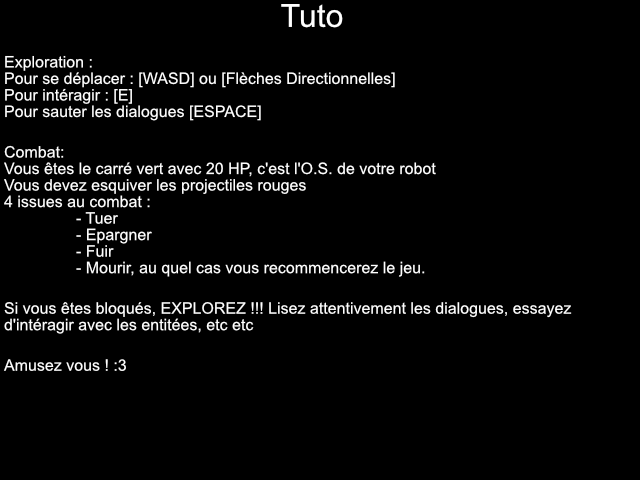 Tuto
Exploration :
Pour se déplacer : [WASD] ou [Flèches Directionnelles]
Pour intéragir : [E]
Pour sauter les dialogues [ESPACE]
Combat:
Vous êtes le carré vert avec 20 HP, c'est l'O.S. de votre robot
Vous devez esquiver les projectiles rouges
4 issues au combat :
- Tuer
- Epargner
- Fuir
- Mourir, au quel cas vous recommencerez le jeu.
Si vous êtes bloqués, EXPLOREZ !!! Lisez attentivement les dialogues, essayez
d'intéragir avec les entitées, etc etc
Amusez vous ! :3